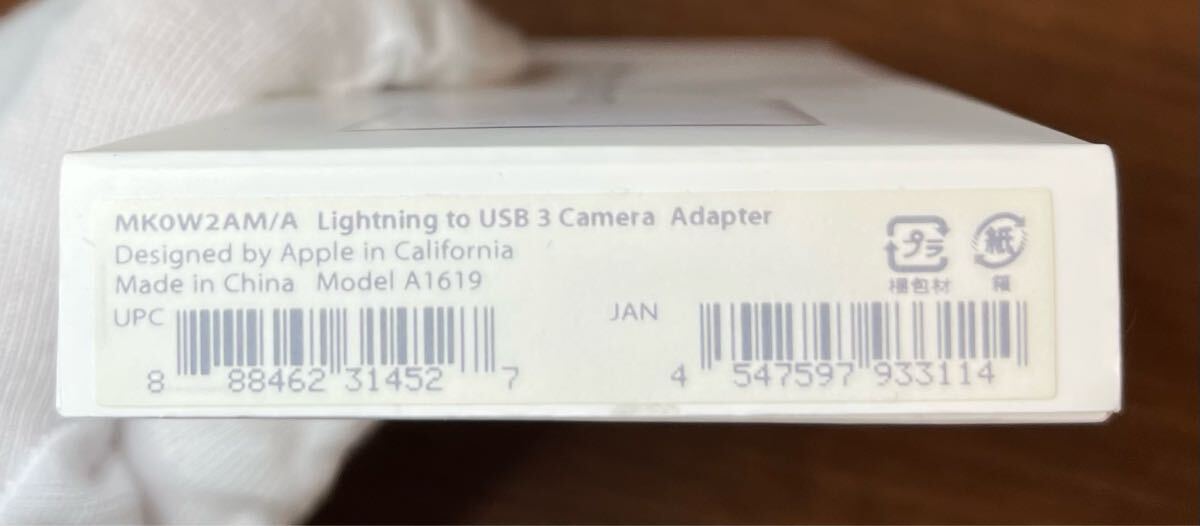 MK0W2AM/A Lightning to USB 3 Camera Adapter
Designed by Apple in California
Made in China Model A1619
プラ 紙
梱包材 箱
UPC JAN
8 88462 31452 7 4 547597 933114